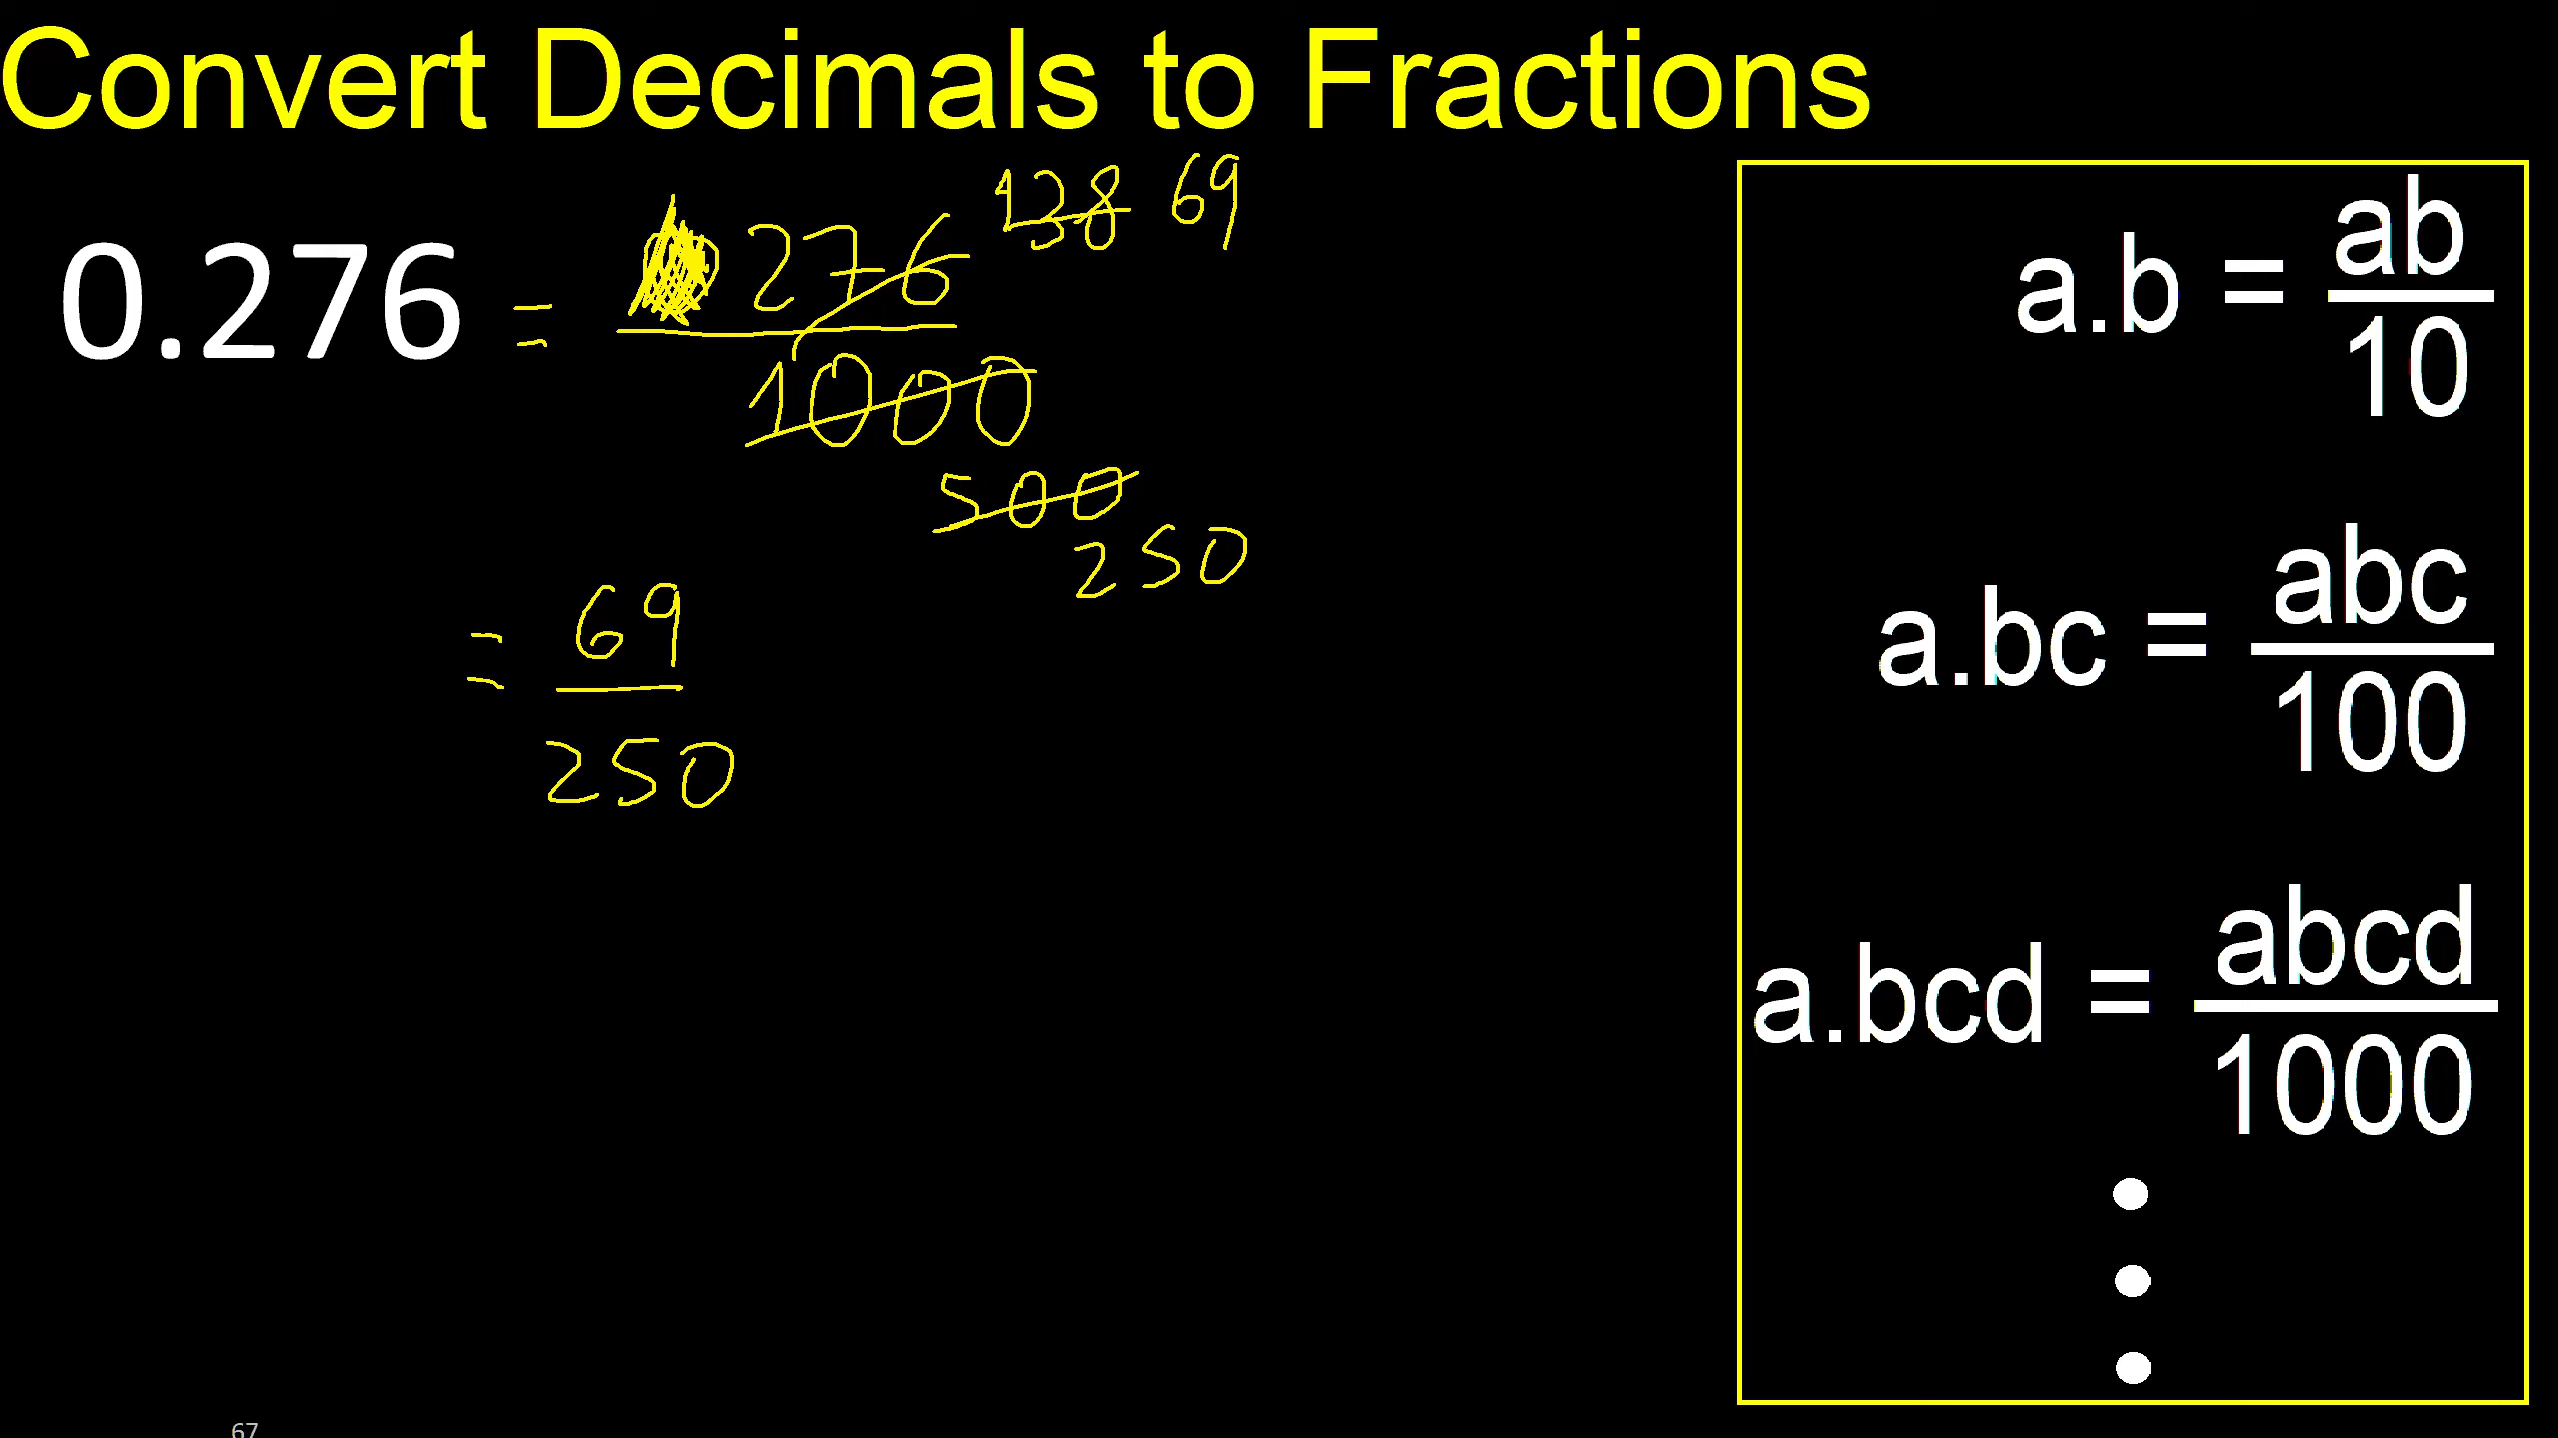 Convert Decimals to Fractions
138 69
0.276 = 276
1000
500
250
= 69
250
a.b = ab
10
a.bc = abc
100
a.bcd = abcd
1000
67